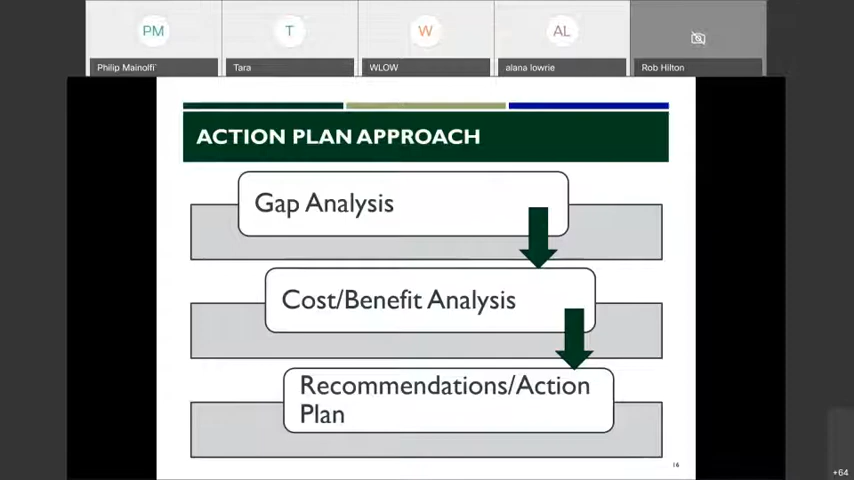 PM
T
W
AL
Philip Mainolfi
Tara
WLOW
alana lowrie
Rob Hilton
ACTION PLAN APPROACH
Gap Analysis
Cost/Benefit Analysis
Recommendations/Action
Plan
16
+64